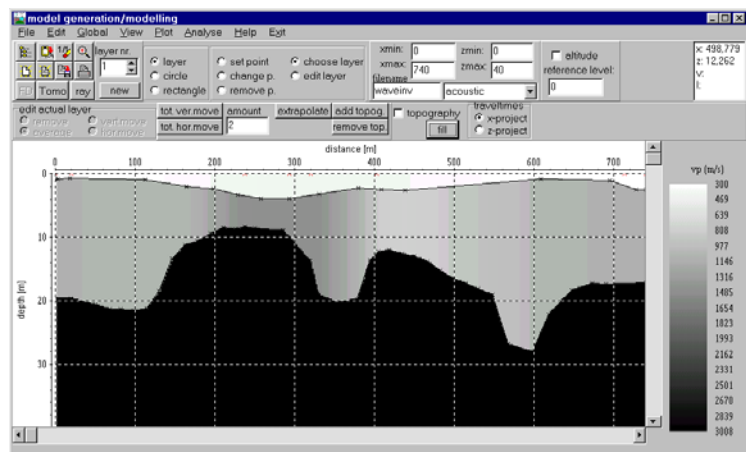 model generation/modelling
File Edit Global View Plot Analyse Help Exit
layer nr.
1
new
Tomo ray
layer
circle
rectangle
set point
change p.
remove p.
choose layer
edit layer
xmin: 0 zmin: 0
xmax: 740 zmax: 40
filename
waveinv acoustic
altitude
reference level:
0
x: 498,779
z: 12,262
v:
l:
edit actual layer
remove vert.move
average hor.move
tot. ver.move amount extrapolate add topog
tot. hor.move 2 remove top.
topography
fill
traveltimes
x-project
z-project
distance [m]
0 100 200 300 400 500 600 700
depth [m]
0
10
20
30
vp (m/s)
300
469
639
808
977
1146
1316
1485
1654
1823
1993
2162
2331
2501
2670
2839
3008